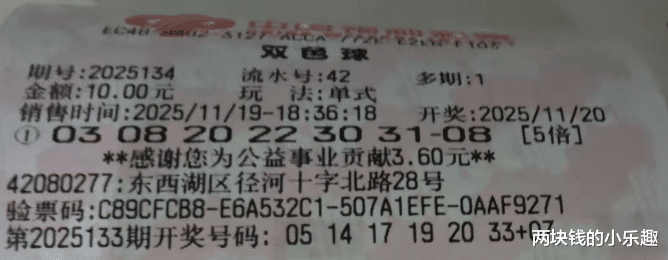 双色球
期号:2025134 流水号:42 多期:1
金额:10.00元 玩 法:单式
销售时间:2025/11/19-18:36:18 开奖:2025/11/20
① 03 08 20 22 30 31-08 [5倍]
**感谢您为公益事业贡献3.60元**
42080277:东西湖区径河十字北路28号
验票码:C89CFCB8-E6A532C1-507A1EFE-0AAF9271
第2025133期开奖号码: 05 14 17 19 20 33+07
两块钱的小乐趣